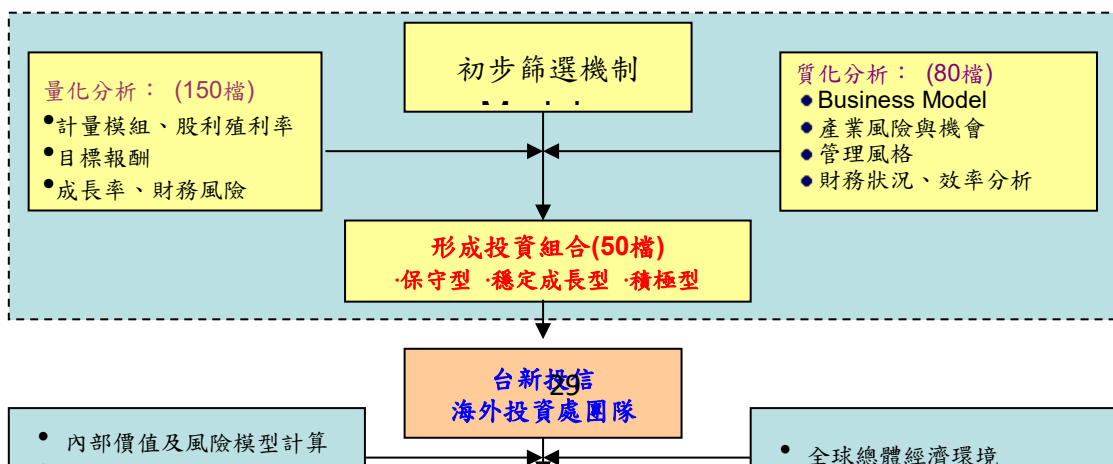 初步篩選機制
量化分析： (150檔)
•計量模組、股利殖利率
•目標報酬
•成長率、財務風險
質化分析： (80檔)
•Business Model
•產業風險與機會
•管理風格
•財務狀況、效率分析
形成投資組合(50檔)
·保守型 ·穩定成長型 ·積極型
台新投信
29
海外投資處團隊
• 內部價值及風險模型計算
• 全球總體經濟環境